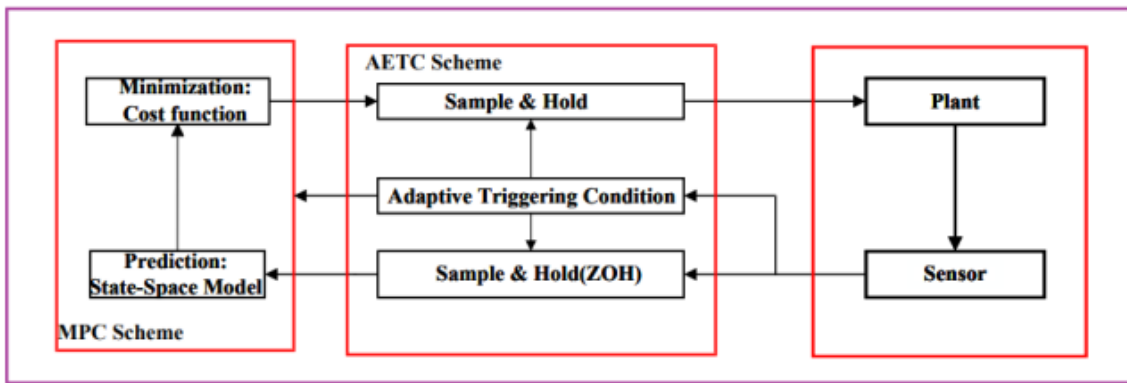 AETC Scheme
Minimization:
Cost function
Sample & Hold
Plant
Adaptive Triggering Condition
Prediction:
State-Space Model
Sample & Hold(ZOH)
Sensor
MPC Scheme